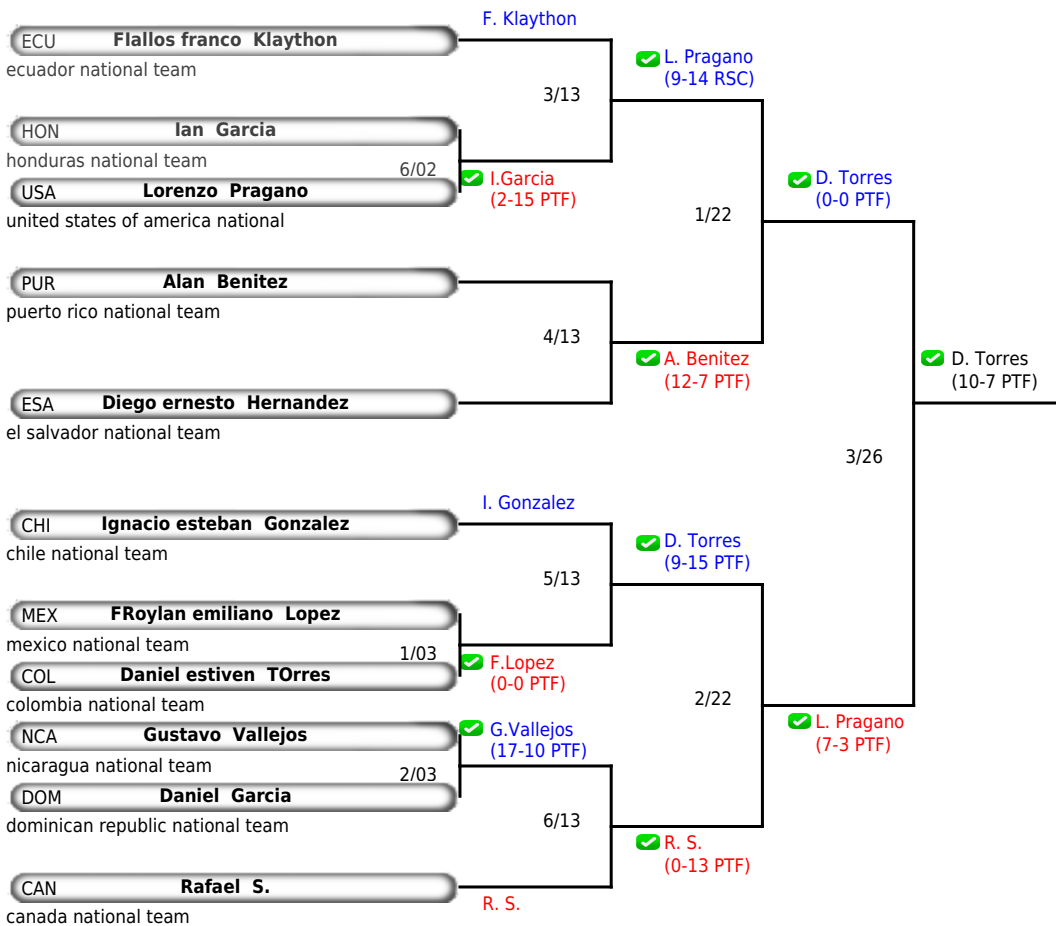 F. Klaython
ECU FIallos franco Klaython
ecuador national team
L. Pragano
(9-14 RSC)
3/13
HON Ian Garcia
honduras national team
6/02
I.Garcia
(2-15 PTF)
USA Lorenzo Pragano
united states of america national
D. Torres
(0-0 PTF)
1/22
PUR Alan Benitez
puerto rico national team
4/13
A. Benitez
(12-7 PTF)
D. Torres
(10-7 PTF)
ESA Diego ernesto Hernandez
el salvador national team
3/26
I. Gonzalez
CHI Ignacio esteban Gonzalez
chile national team
D. Torres
(9-15 PTF)
5/13
MEX FRoylan emiliano Lopez
mexico national team
1/03
F.Lopez
(0-0 PTF)
COL Daniel estiven TOrres
colombia national team
2/22
NCA Gustavo Vallejos
nicaragua national team
G.Vallejos
(17-10 PTF)
L. Pragano
(7-3 PTF)
2/03
DOM Daniel Garcia
dominican republic national team
6/13
R. S.
(0-13 PTF)
CAN Rafael S.
canada national team
R. S.